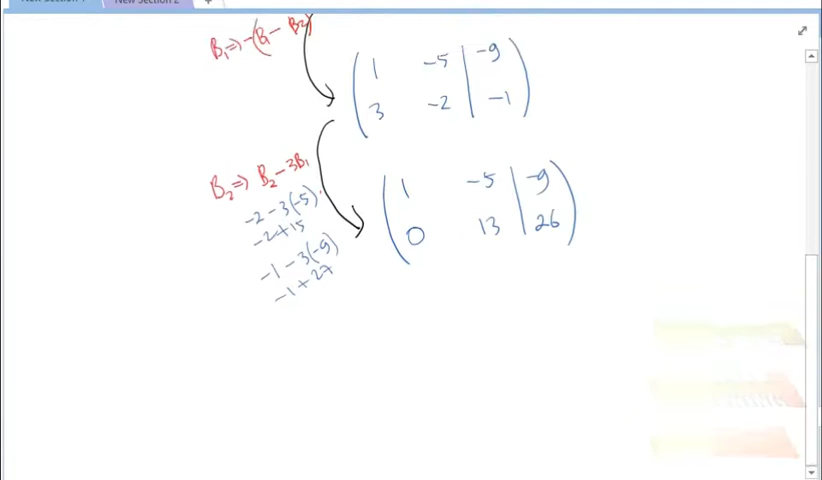 New Section 2
B₁ => -(B₁ - B₂)
1 -5 -9
3 -2 -1
B₂ => B₂ - 3B₁
1 -5 -9
-2 - 3(-5)
-2 + 15
0 13 26
-1 - 3(-9)
-1 + 27